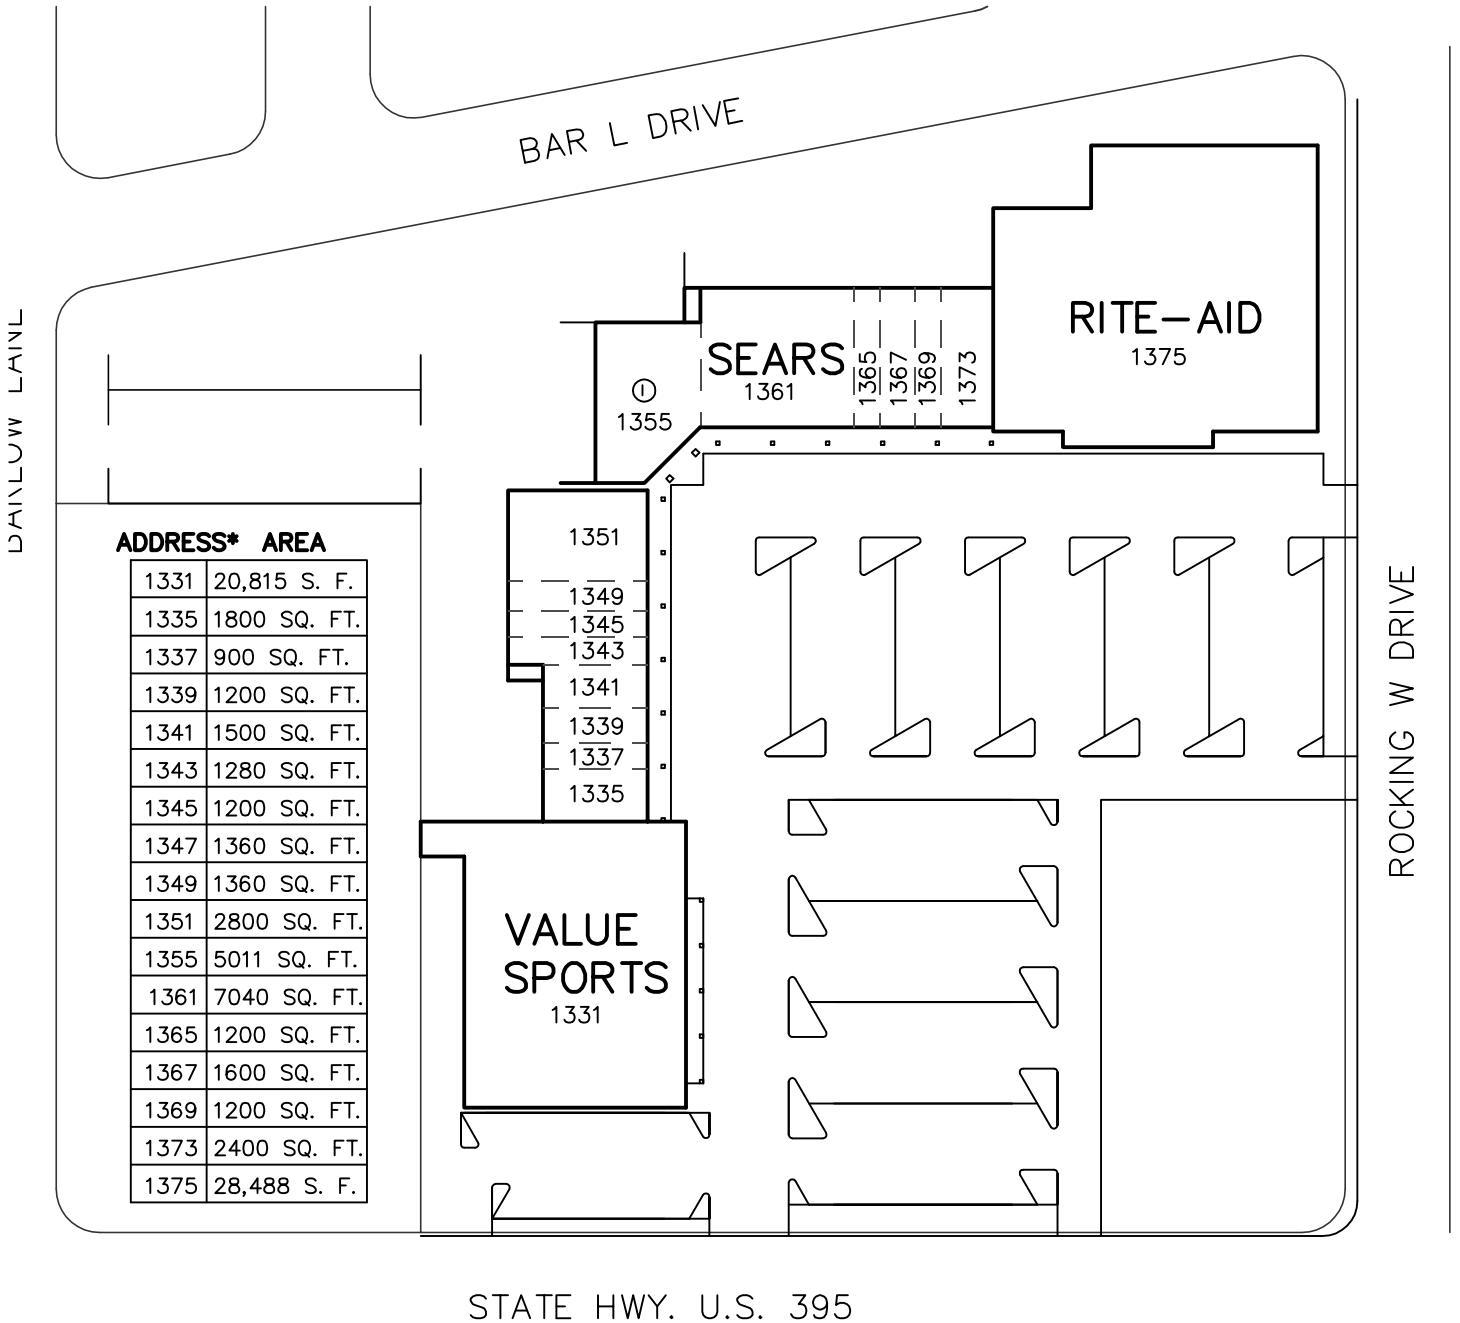 BAR L DRIVE
RITE-AID
1375
SEARS
1361
1365
1367
1369
1373
1
1355
LANE
1351
1349
1345
1343
1341
1339
1337
1335
ADDRESS* AREA
1331 20,815 S. F.
1335 1800 SQ. FT.
1337 900 SQ. FT.
1339 1200 SQ. FT.
1341 1500 SQ. FT.
1343 1280 SQ. FT.
1345 1200 SQ. FT.
1347 1360 SQ. FT.
1349 1360 SQ. FT.
1351 2800 SQ. FT.
1355 5011 SQ. FT.
1361 7040 SQ. FT.
1365 1200 SQ. FT.
1367 1600 SQ. FT.
1369 1200 SQ. FT.
1373 2400 SQ. FT.
1375 28,488 S. F.
ROCKING W DRIVE
VALUE
SPORTS
1331
STATE HWY. U.S. 395